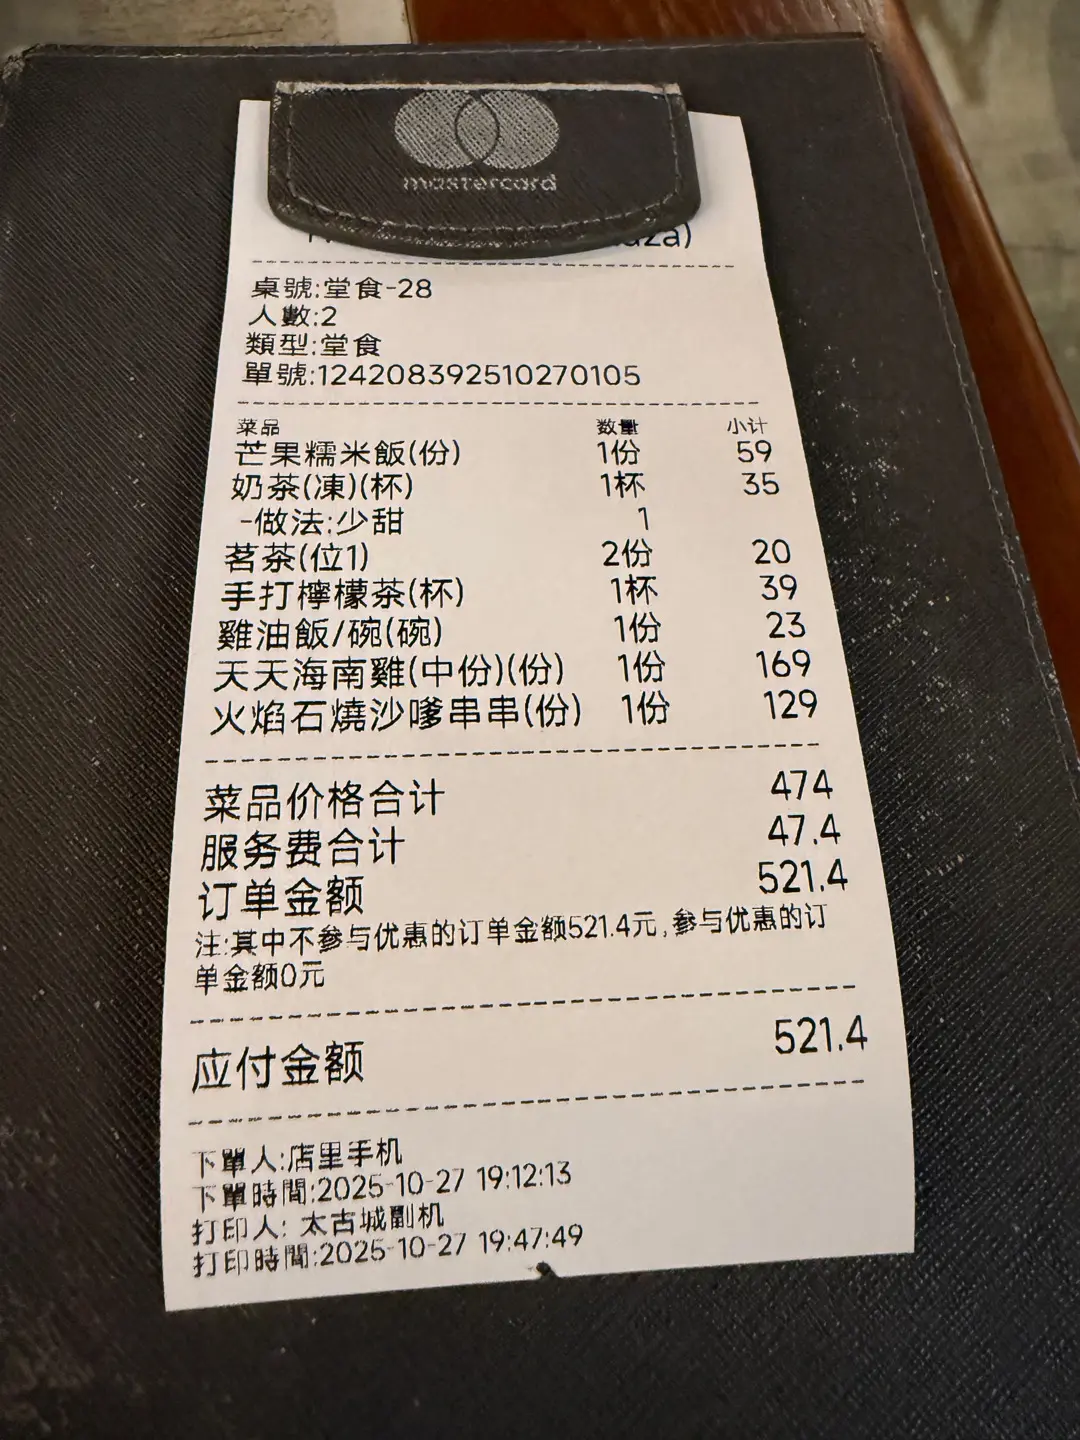 mastercard
桌號:堂食-28
人數:2
類型:堂食
單號:124208392510270105
菜品 数量 小计
芒果糯米飯(份) 1份 59
奶茶(凍)(杯) 1杯 35
-做法:少甜 1
茗茶(位1) 2份 20
手打檸檬茶(杯) 1杯 39
雞油飯/碗(碗) 1份 23
天天海南雞(中份)(份) 1份 169
火焰石燒沙嗲串串(份) 1份 129
菜品价格合计 474
服务费合计 47.4
订单金额 521.4
注:其中不参与优惠的订单金额521.4元,参与优惠的订
单金额0元
应付金额 521.4
下單人:店里手机
下單時間:2025-10-27 19:12:13
打印人: 太古城副机
打印時間:2025-10-27 19:47:49